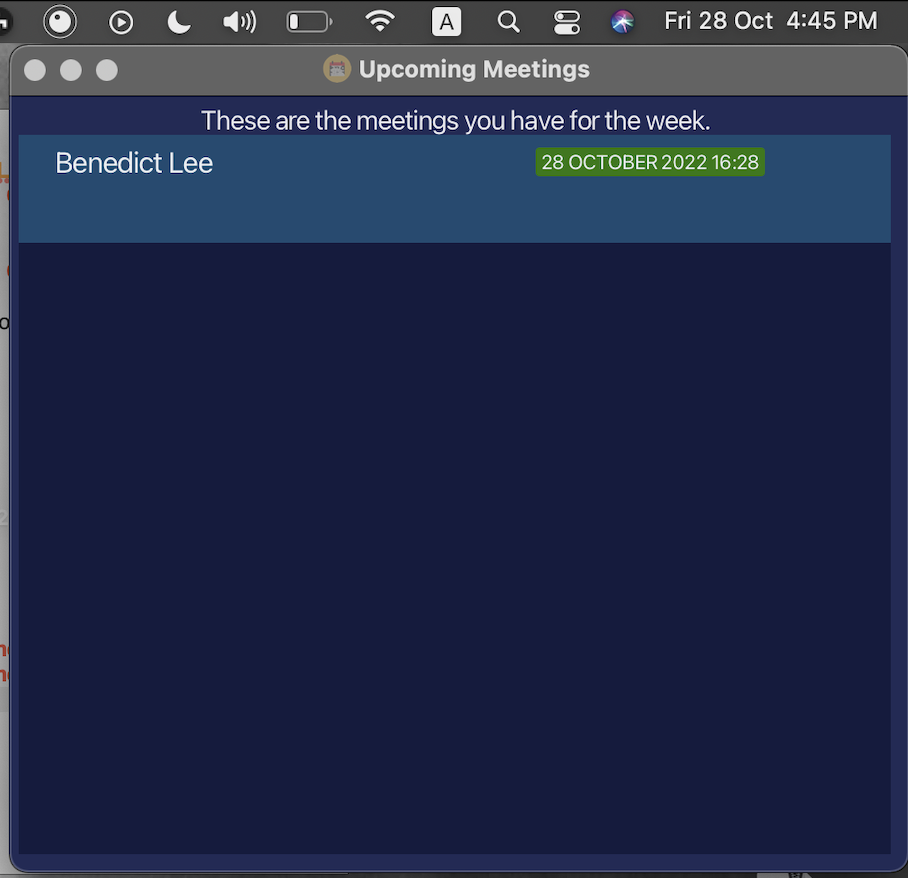 A
Fri 28 Oct 4:45 PM
Upcoming Meetings
These are the meetings you have for the week.
Benedict Lee
28 OCTOBER 2022 16:28